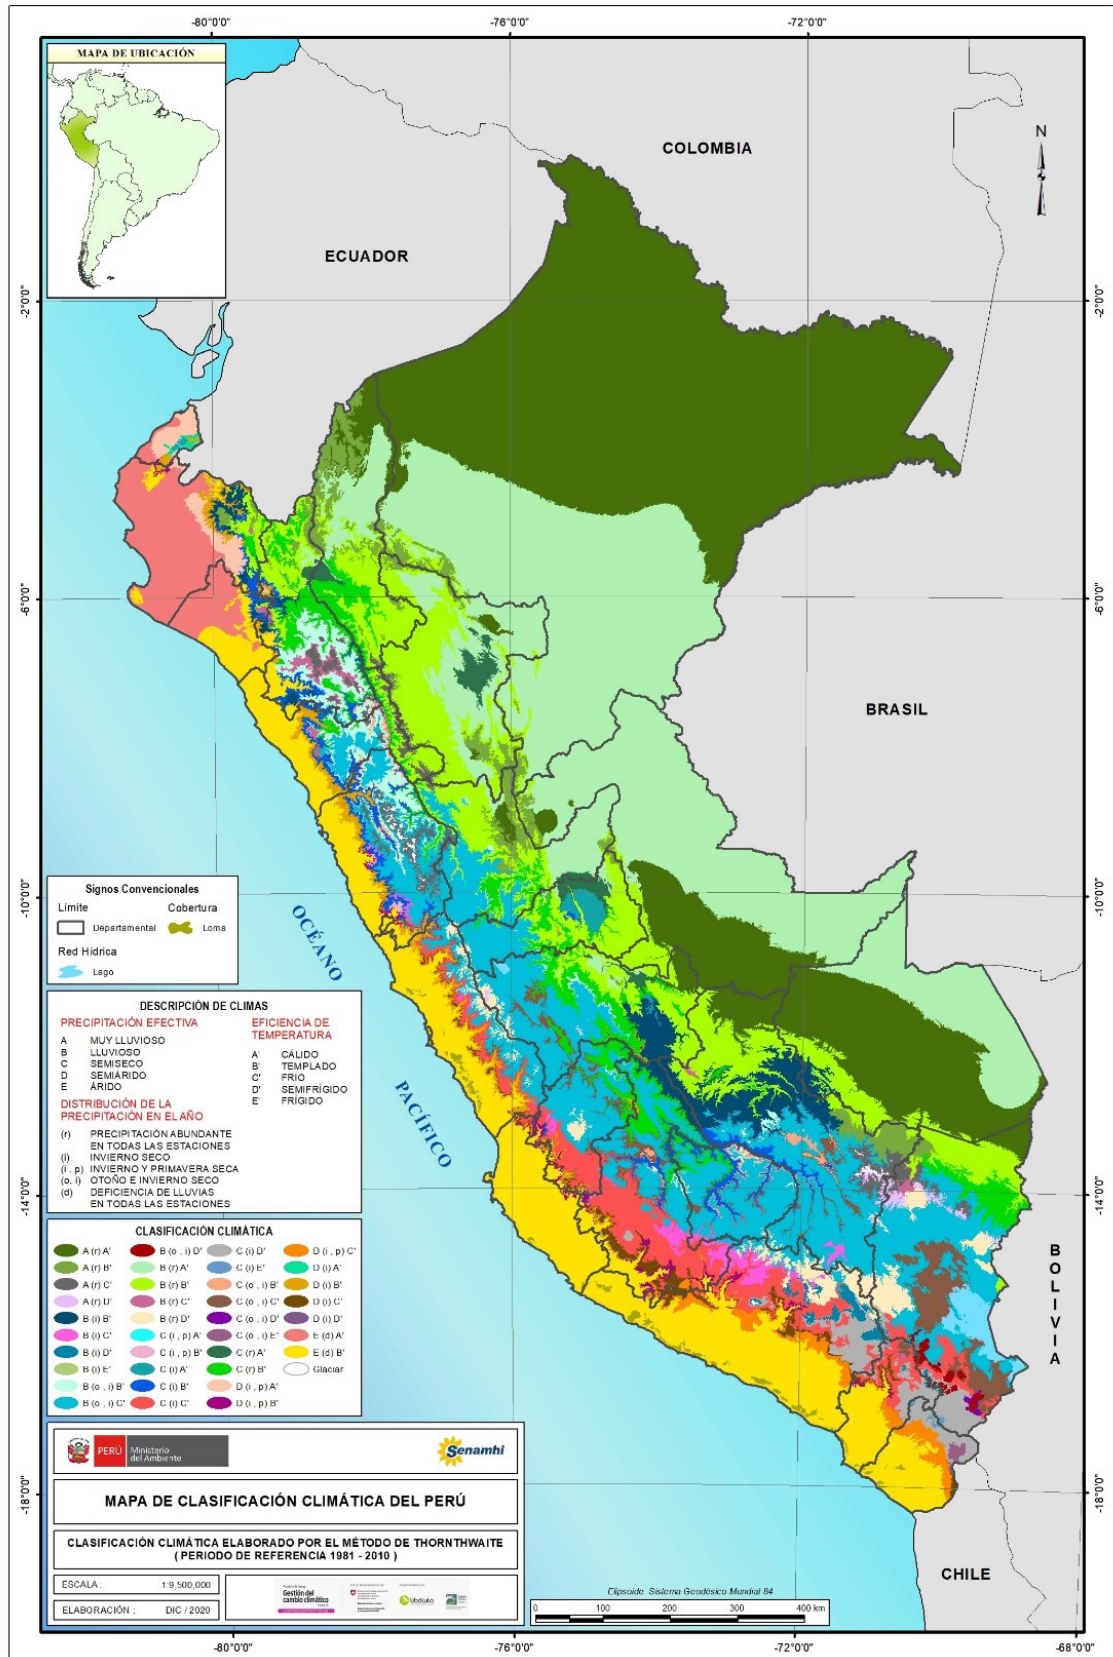 -80°0'0"
-76°0'0"
-72°0'0"
MAPA DE UBICACIÓN
N
COLOMBIA
ECUADOR
-2°0'0"
-2°0'0"
-6°0'0"
-6°0'0"
BRASIL
-10°0'0"
-10°0'0"
OCÉANO
PACÍFICO
Signos Convencionales
Limite
Cobertura
Departamental
Loma
Red Hidrica
Lago
DESCRIPCIÓN DE CLIMAS
PRECIPITACIÓN EFECTIVA
A MUY LLUVIOSO
B LLUVIOSO
C SEMISECO
D SEMIÁRIDO
E ÁRIDO
EFICIENCIA DE
TEMPERATURA
A' CÁLIDO
B' TEMPLADO
C' FRIO
D' SEMIFRÍGIDO
E' FRÍGIDO
DISTRIBUCIÓN DE LA
PRECIPITACIÓN EN EL AÑO
(r) PRECIPITACIÓN ABUNDANTE
EN TODAS LAS ESTACIONES
(i) INVIERNO SECO
(i , p) INVIERNO Y PRIMAVERA SECA
(o, i) OTOÑO E INVIERNO SECO
(d) DEFICIENCIA DE LLUVIAS
EN TODAS LAS ESTACIONES
-14°0'0"
-14°0'0"
BOLIVIA
CLASIFICACIÓN CLIMÁTICA
A (r) A'
A (r) B'
A (r) C'
A (r) D'
B (i) B'
B (i) C'
B (i) D'
B (i) E'
B (o , i) B'
B (o , i) C'
B (o , i) D'
B (r) A'
B (r) B'
B (r) C'
B (r) D'
C (i , p) A'
C (i , p) B'
C (i) A'
C (i) B'
C (i) C'
C (i) D'
C (i) E'
C (o , i) B'
C (o , i) C'
C (o , i) D'
C (o , i) E'
C (r) A'
C (r) B'
D (i , p) A'
D (i , p) B'
D (i , p) C'
D (i) A'
D (i) B'
D (i) C'
D (i) D'
E (d) A'
E (d) B'
Glaciar
PERÚ
Ministerio
del Ambiente
Senamhi
-18°0'0"
-18°0'0"
MAPA DE CLASIFICACIÓN CLIMÁTICA DEL PERÚ
CLASIFICACIÓN CLIMÁTICA ELABORADO POR EL MÉTODO DE THORNTHWAITE
( PERIODO DE REFERENCIA 1981 - 2010 )
ESCALA : 1:9,500,000
ELABORACIÓN : DIC / 2020
Gestión del
cambio climático
libélula
CHILE
Elipsoide: Sistema Geodésico Mundial 84
0 100 200 300 400 km
-80°0'0"
-76°0'0"
-72°0'0"
-68°0'0"